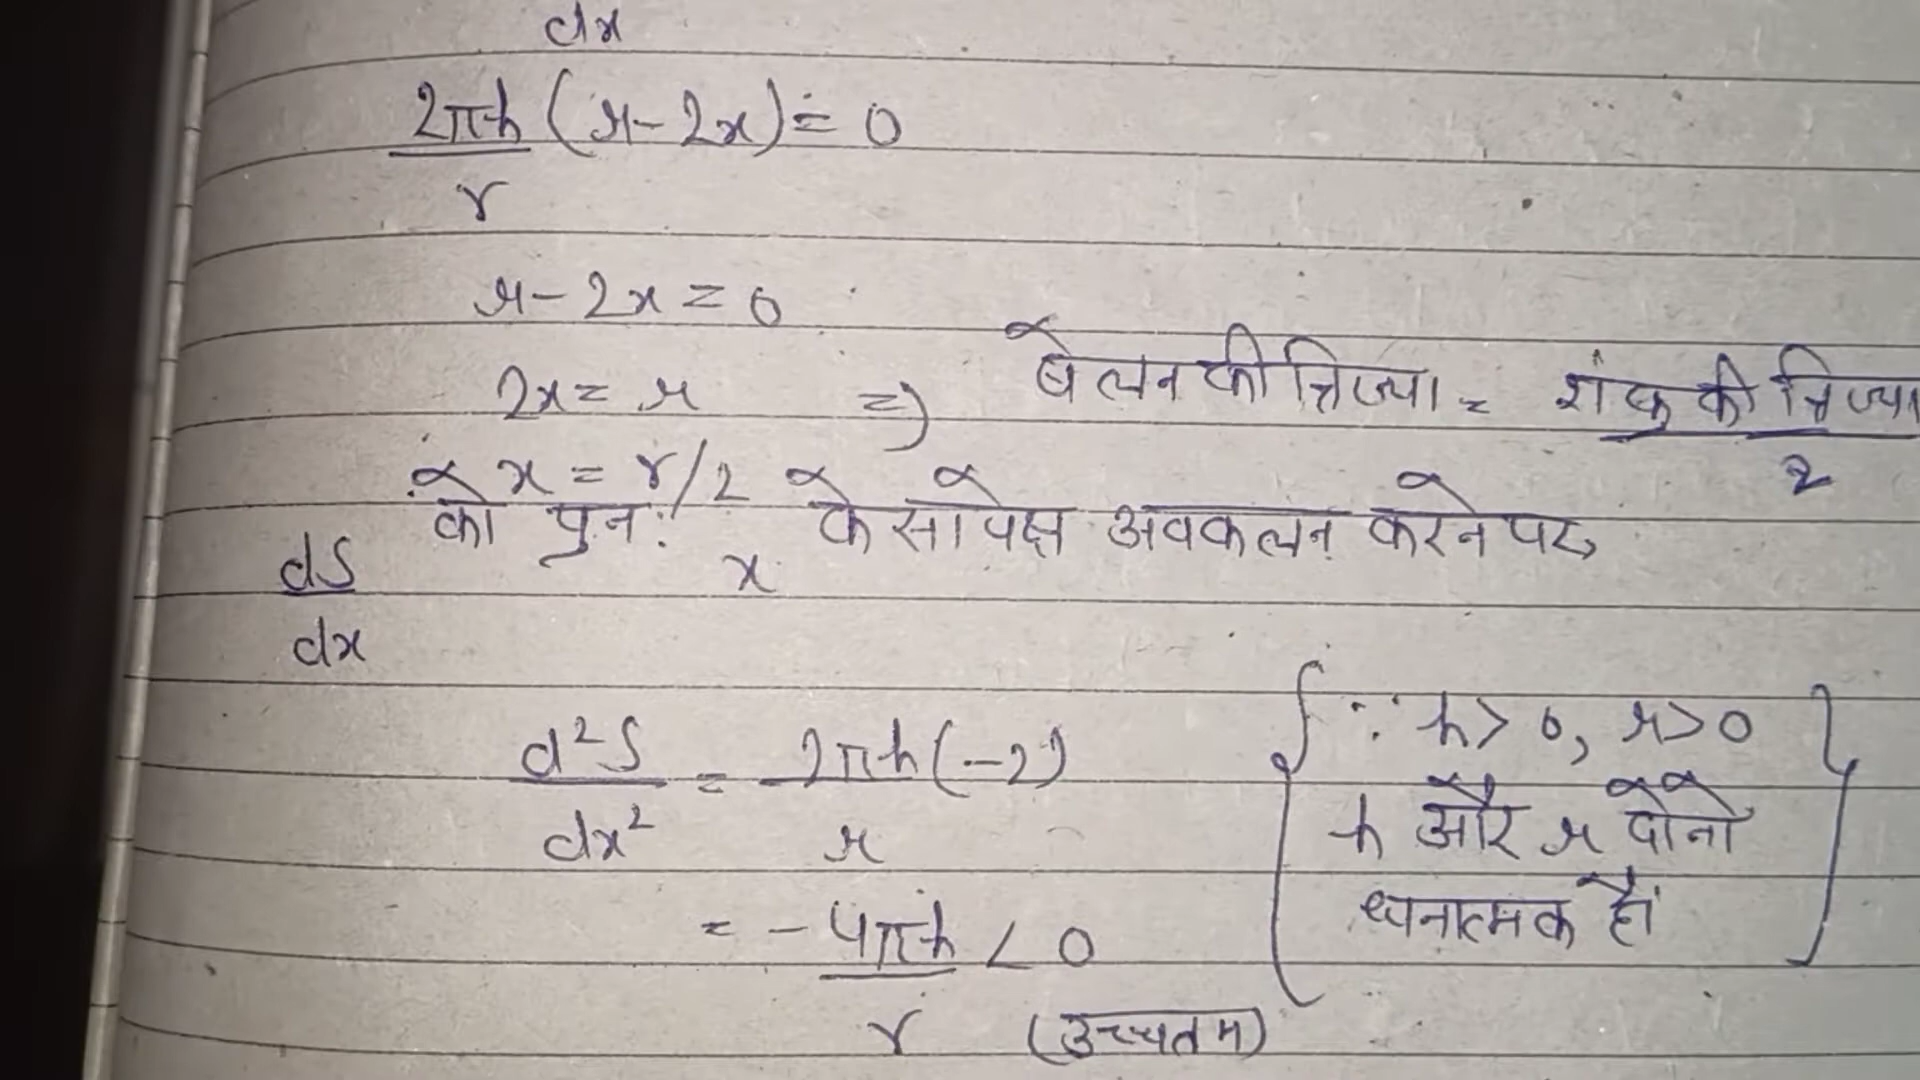 dx
2πh/r (r - 2x) = 0
r - 2x = 0
2x = r => बेलन की त्रिज्या = शंकु की त्रिज्या/2
x = r/2
dS/dx को पुन: x के सापेक्ष अवकलन करने पर,
d²S/dx² = 2πh(-2)/r
= -4πh/r < 0
(उच्चतम)
{∵ h > 0, r > 0
h और r दोनो
धनात्मक हैं}